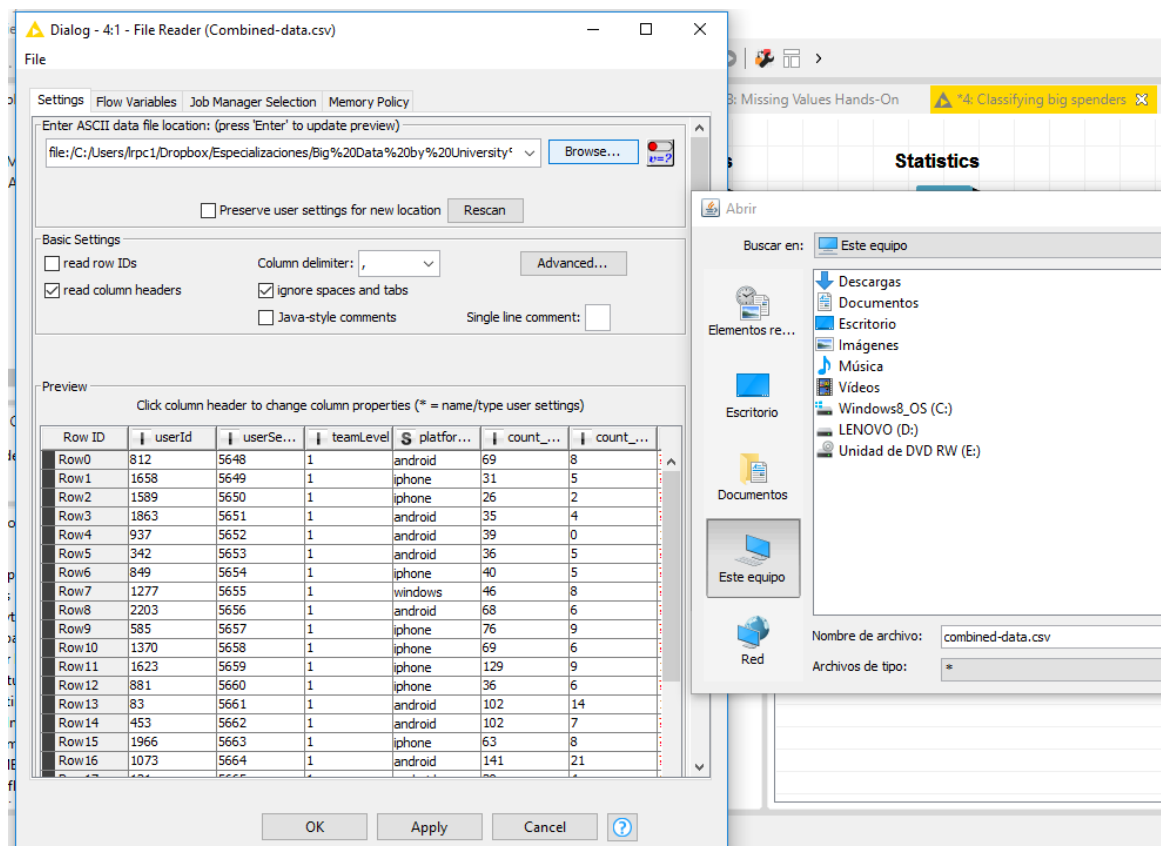 Dialog - 4:1 - File Reader (Combined-data.csv)
File
Settings Flow Variables Job Manager Selection Memory Policy
Enter ASCII data file location: (press 'Enter' to update preview)
file:/C:/Users/lrpc1/Dropbox/Especializaciones/Big%20Data%20by%20University% Browse... v=?
Preserve user settings for new location Rescan
Basic Settings
read row IDs Column delimiter: , Advanced...
read column headers ignore spaces and tabs
Java-style comments Single line comment:
Preview
Click column header to change column properties (* = name/type user settings)
Row ID I userId I userSe... I teamLevel S platfor... I count_... I count_...
Row0 812 5648 1 android 69 8
Row1 1658 5649 1 iphone 31 5
Row2 1589 5650 1 iphone 26 2
Row3 1863 5651 1 android 35 4
Row4 937 5652 1 android 39 0
Row5 342 5653 1 android 36 5
Row6 849 5654 1 iphone 40 5
Row7 1277 5655 1 windows 46 8
Row8 2203 5656 1 android 68 6
Row9 585 5657 1 iphone 76 9
Row10 1370 5658 1 iphone 69 6
Row11 1623 5659 1 iphone 129 9
Row12 881 5660 1 iphone 36 6
Row13 83 5661 1 android 102 14
Row14 453 5662 1 android 102 7
Row15 1966 5663 1 iphone 63 8
Row16 1073 5664 1 android 141 21
OK Apply Cancel ?
3: Missing Values Hands-On *4: Classifying big spenders
Statistics
Abrir
Buscar en: Este equipo
Elementos re...
Escritorio
Documentos
Este equipo
Red
Descargas
Documentos
Escritorio
Imágenes
Música
Vídeos
Windows8_OS (C:)
LENOVO (D:)
Unidad de DVD RW (E:)
Nombre de archivo: combined-data.csv
Archivos de tipo: *